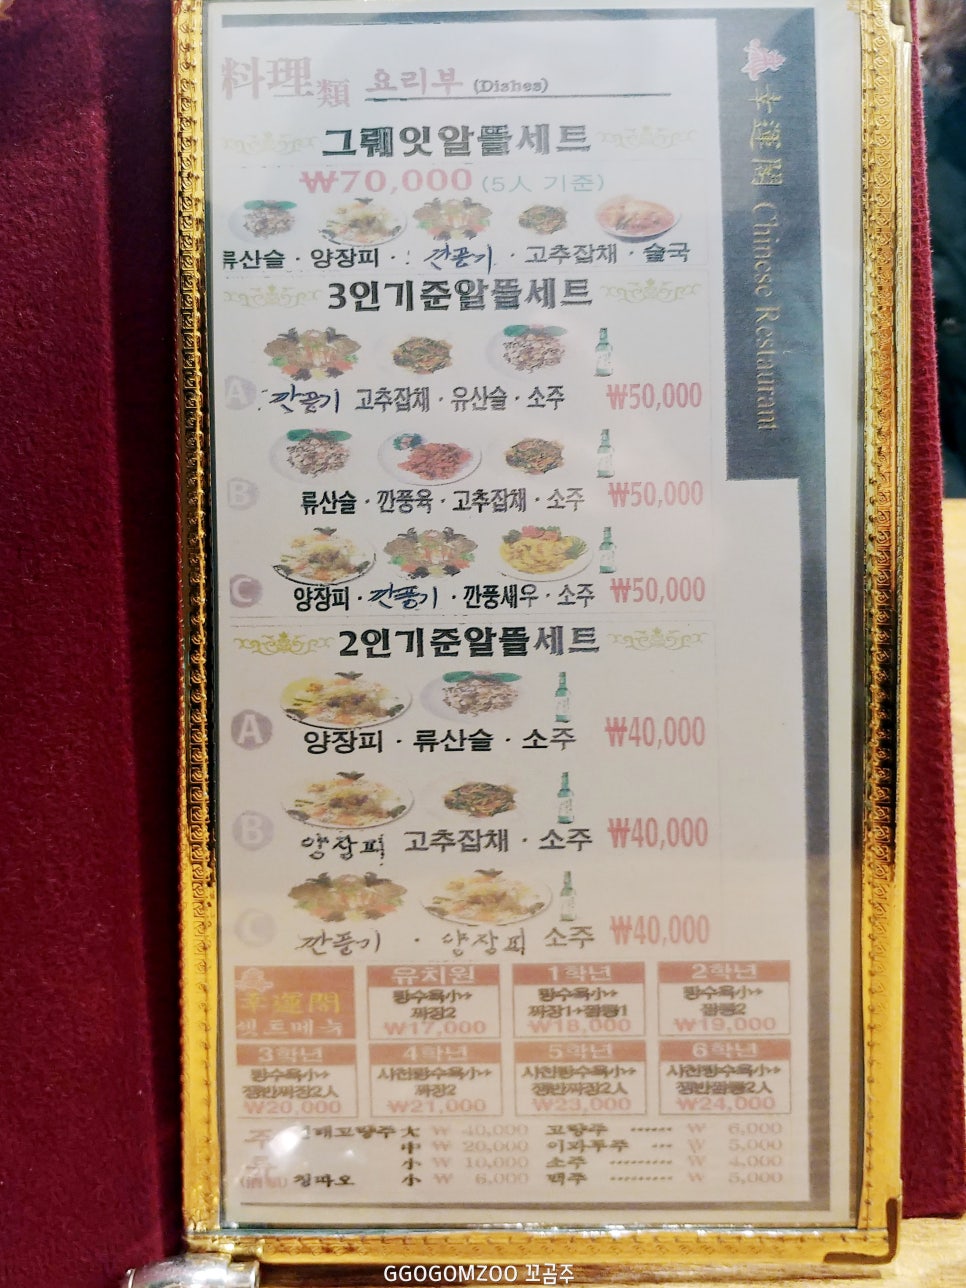 料理類 요리부 (Dishes)
幸運閣 Chinese Restaurant
그퀘잇알뜰세트
₩70,000 (5人 기준)
류산슬 · 양장피 · 깐풍기 · 고추잡채 · 술국
3인기준알뜰세트
A 깐풍기 고추잡채 · 유산슬 · 소주 ₩50,000
B 류산슬 · 깐풍육 · 고추잡채 · 소주 ₩50,000
C 양장피 · 깐풍기 · 깐풍새우 · 소주 ₩50,000
2인기준알뜰세트
A 양장피 · 류산슬 · 소주 ₩40,000
B 양장피 고추잡채 · 소주 ₩40,000
C 깐풍기 · 양장피 소주 ₩40,000
幸運閣
셋트메뉴
유치원
탕수육小+
짜장2
₩17,000
1학년
탕수육小+
짜장1+짬뽕1
₩18,000
2학년
탕수육小+
짬뽕2
₩19,000
3학년
탕수육小+
쟁반짜장2人
₩20,000
4학년
사천탕수육小+
짜장2
₩21,000
5학년
사천탕수육小+
쟁반짜장2人
₩23,000
6학년
사천탕수육小+
쟁반짬뽕2人
₩24,000
주 고량주 大 ₩ 40,000 고량주 ······ ₩ 6,000
中 ₩ 20,000 이과두주 ··· ₩ 5,000
류 小 ₩ 10,000 소주 ········· ₩ 4,000
小 ₩ 6,000 맥주 ········· ₩ 5,000
GGOGOMZOO 꼬곰주